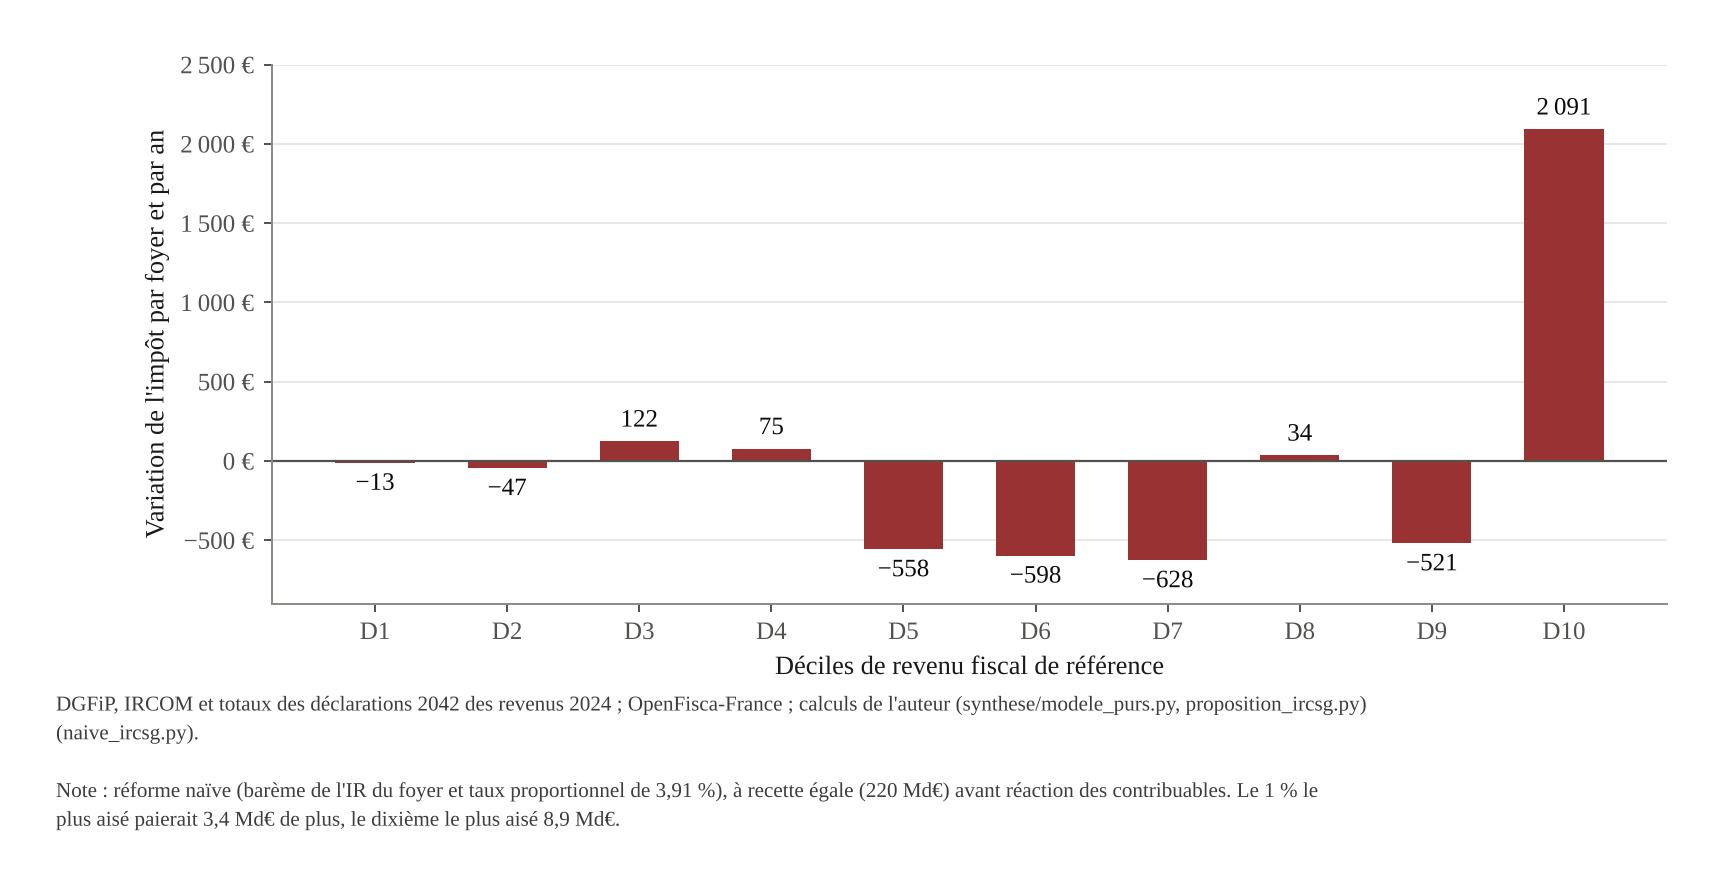 2 500 €
2 000 €
1 500 €
1 000 €
500 €
0 €
−500 €
Variation de l'impôt par foyer et par an
−13
−47
122
75
−558
−598
−628
34
−521
2 091
D1 D2 D3 D4 D5 D6 D7 D8 D9 D10
Déciles de revenu fiscal de référence
DGFiP, IRCOM et totaux des déclarations 2042 des revenus 2024 ; OpenFisca-France ; calculs de l'auteur (synthese/modele_purs.py, proposition_ircsg.py)
(naive_ircsg.py).
Note : réforme naïve (barème de l'IR du foyer et taux proportionnel de 3,91 %), à recette égale (220 Md€) avant réaction des contribuables. Le 1 % le
plus aisé paierait 3,4 Md€ de plus, le dixième le plus aisé 8,9 Md€.